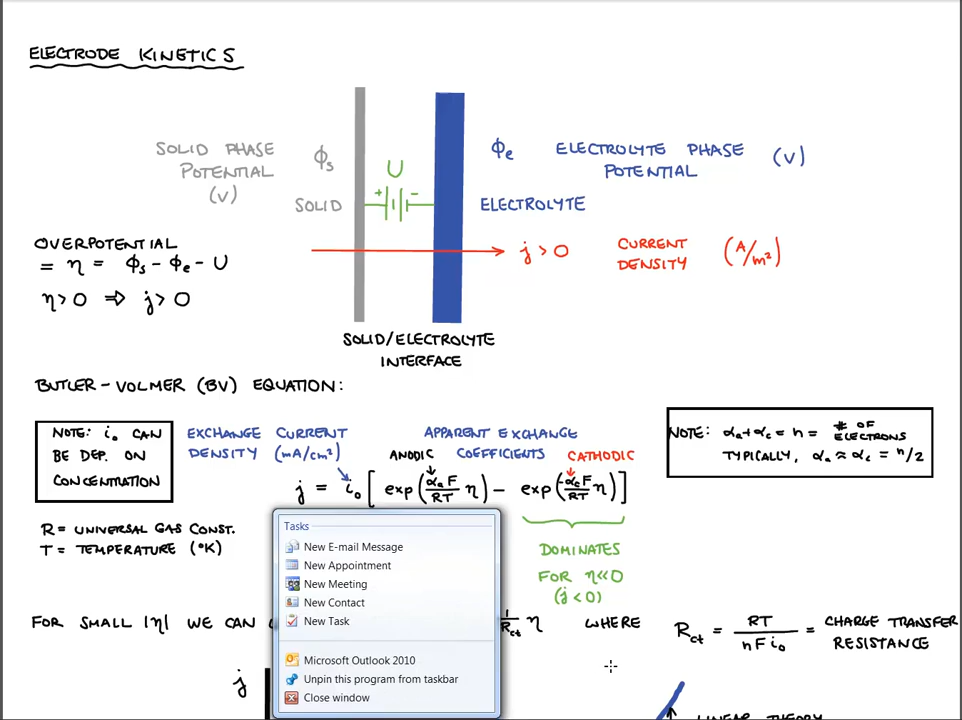 ELECTRODE KINETICS
SOLID PHASE POTENTIAL (V)
ϕs
U
+ -
ϕe
ELECTROLYTE PHASE POTENTIAL (V)
SOLID
ELECTROLYTE
OVERPOTENTIAL
= η = ϕs - ϕe - U
η > 0 ⇒ j > 0
j > 0
CURRENT DENSITY (A/m²)
SOLID/ELECTROLYTE
INTERFACE
BUTLER - VOLMER (BV) EQUATION:
NOTE: i₀ CAN
BE DEP. ON
CONCENTRATION
EXCHANGE CURRENT
DENSITY (mA/cm²)
APPARENT EXCHANGE
COEFFICIENTS
ANODIC
CATHODIC
NOTE: αa + αc = n = # OF ELECTRONS
TYPICALLY, αa ≈ αc = n/2
j = i₀ [ exp(αaF/RT η) - exp(-αcF/RT η) ]
R = UNIVERSAL GAS CONST.
T = TEMPERATURE (°K)
DOMINATES
FOR η<<0
(j<0)
Tasks
New E-mail Message
New Appointment
New Meeting
New Contact
New Task
Microsoft Outlook 2010
Unpin this program from taskbar
Close window
FOR SMALL |η| WE CAN
1/Rct η WHERE Rct = RT/nFi₀ = CHARGE TRANSFER RESISTANCE
j
LINEAR THEORY